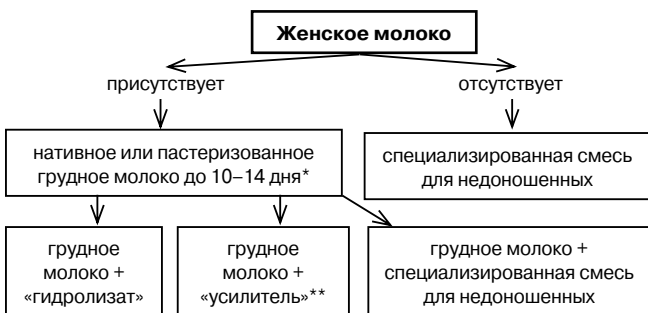 Женское молоко
присутствует
отсутствует
нативное или пастеризованное
грудное молоко до 10–14 дня*
специализированная смесь
для недоношенных
грудное
молоко +
«гидролизат»
грудное
молоко +
«усилитель»**
грудное молоко +
специализированная смесь
для недоношенных